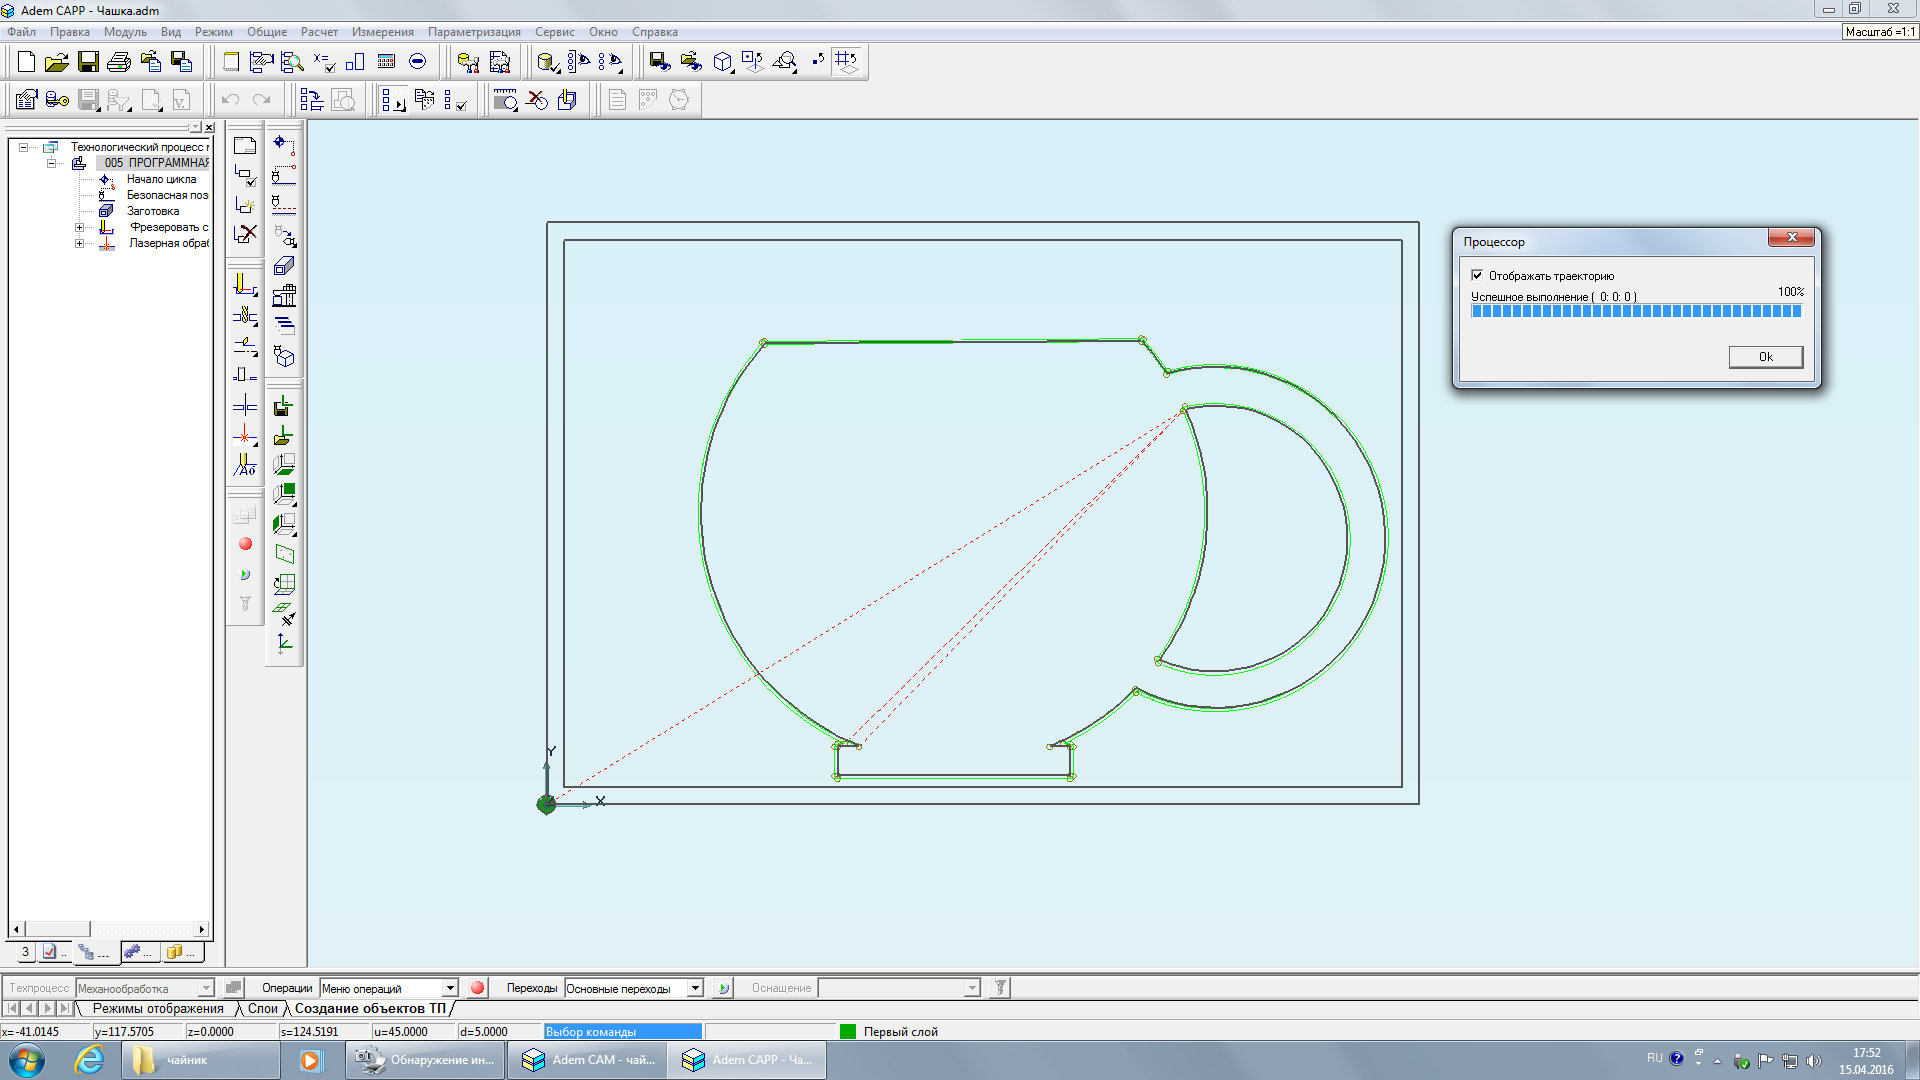 Adem CAPP - Чашка.adm
Файл Правка Модуль Вид Режим Общие Расчет Измерения Параметризация Сервис Окно Справка
Масштаб =1:1
Технологический процесс
005 ПРОГРАММНАЯ
Начало цикла
Безопасная поз
Заготовка
Фрезеровать с
Лазерная обраб
Процессор
Отображать траекторию
Успешное выполнение ( 0: 0: 0 )
100%
Ok
Y
X
3 .. ... ... ...
Техпроцесс Механообработка Операции Меню операций Переходы Основные переходы Оснащение
Режимы отображения Слои Создание объектов ТП
x=-41.0145 y=117.5705 z=0.0000 s=124.5191 u=45.0000 d=5.0000 Выбор команды Первый слой
чайник Обнаружение ин... Adem CAM - чай... Adem CAPP - Ча... RU 17:52
15.04.2016